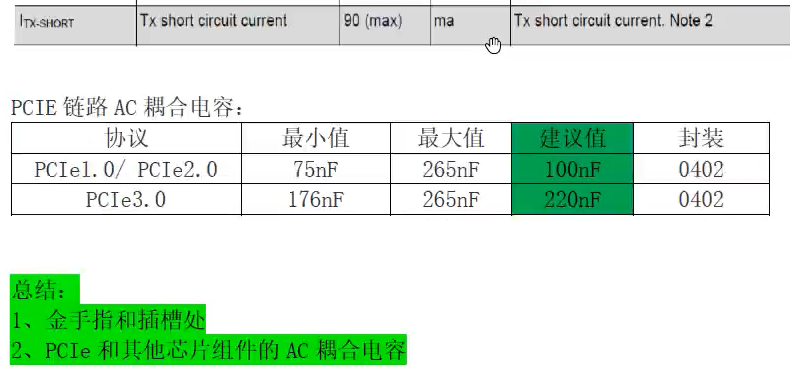 ITX-SHORT Tx short circuit current 90 (max) ma Tx short circuit current. Note 2
PCIE 链路 AC 耦合电容:
协议 最小值 最大值 建议值 封装
PCIe1.0/ PCIe2.0 75nF 265nF 100nF 0402
PCIe3.0 176nF 265nF 220nF 0402
总结:
1、金手指和插槽处
2、PCIe 和其他芯片组件的 AC 耦合电容